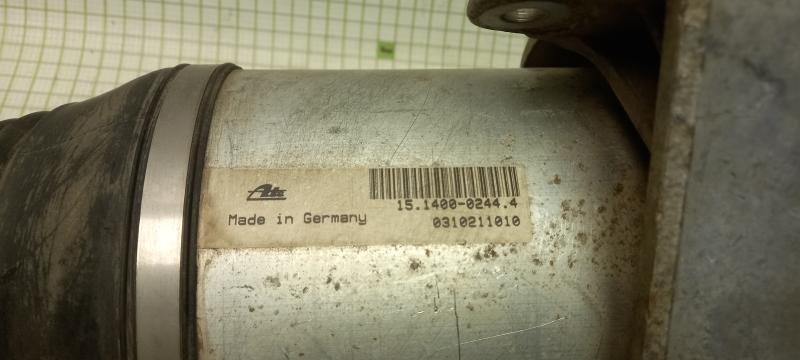 Ate
15.1400-0244.4
Made in Germany
0310211010